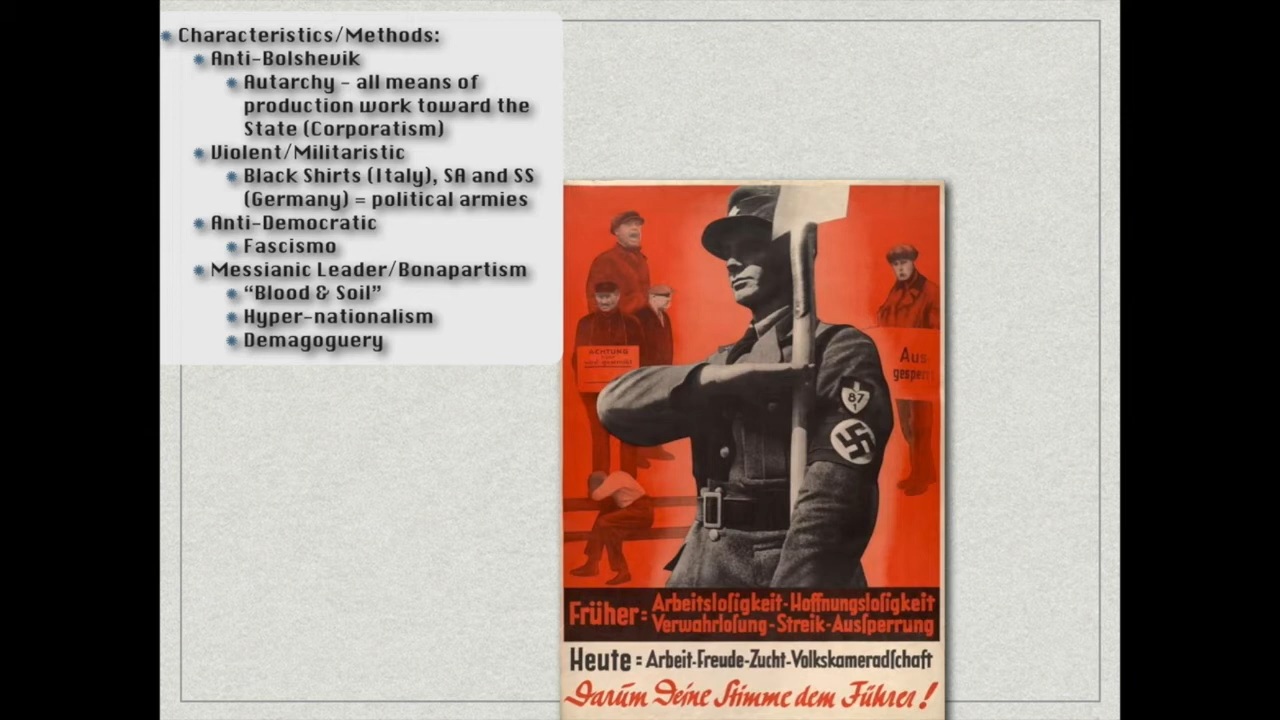 Characteristics/Methods:
Anti-Bolshevik
Autarchy - all means of
production work toward the
State (Corporatism)
Violent/Militaristic
Black Shirts (Italy), SA and SS
(Germany) = political armies
Anti-Democratic
Fascismo
Messianic Leader/Bonapartism
“Blood & Soil”
Hyper-nationalism
Demagoguery
ACHTUNG
Aus-
gesperrt
87
1
Früher = Arbeitsloſigkeit-Hoffnungsloſigkeit
Verwahrloſung-Streik-Ausſperrung
Heute = Arbeit-Freude-Zucht-Volkskameradſchaft
Darum Deine Stimme dem Führer!